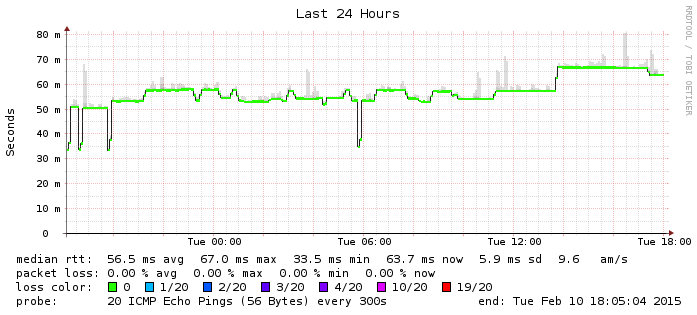 Last 24 Hours
RRDTOOL / TOBI OETIKER
Seconds
80 m
70 m
60 m
50 m
40 m
30 m
20 m
10 m
0
Tue 00:00 Tue 06:00 Tue 12:00 Tue 18:00
median rtt: 56.5 ms avg 67.0 ms max 33.5 ms min 63.7 ms now 5.9 ms sd 9.6 am/s
packet loss: 0.00 % avg 0.00 % max 0.00 % min 0.00 % now
loss color: 0 1/20 2/20 3/20 4/20 10/20 19/20
probe: 20 ICMP Echo Pings (56 Bytes) every 300s end: Tue Feb 10 18:05:04 2015